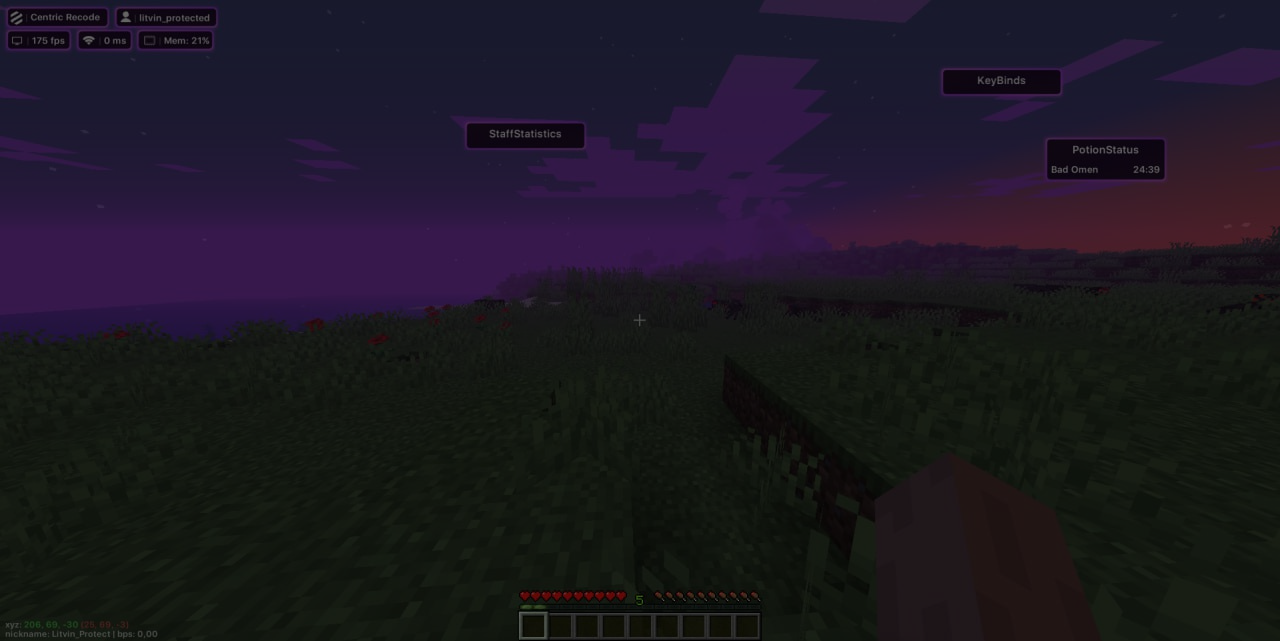 Centric Recode litvin_protected
175 fps 0 ms Mem: 21%
KeyBinds
StaffStatistics
PotionStatus
Bad Omen 24:39
5
xyz: 206, 69, -30 (25, 69, -3)
nickname: Litvin_Protect | bps: 0,00